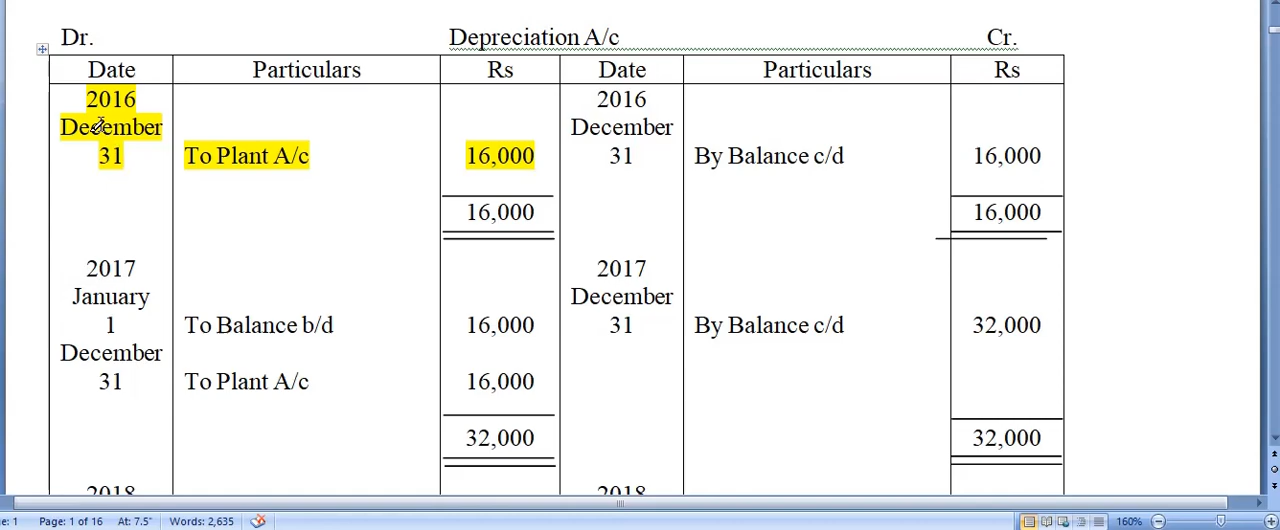 Dr. Depreciation A/c Cr.
Date Particulars Rs Date Particulars Rs
2016 2016
December December
31 To Plant A/c 16,000 31 By Balance c/d 16,000
16,000 16,000
2017 2017
January December
1 To Balance b/d 16,000 31 By Balance c/d 32,000
December
31 To Plant A/c 16,000
32,000 32,000
2018 2018
e: 1 Page: 1 of 16 At: 7.5" Words: 2,635 160%